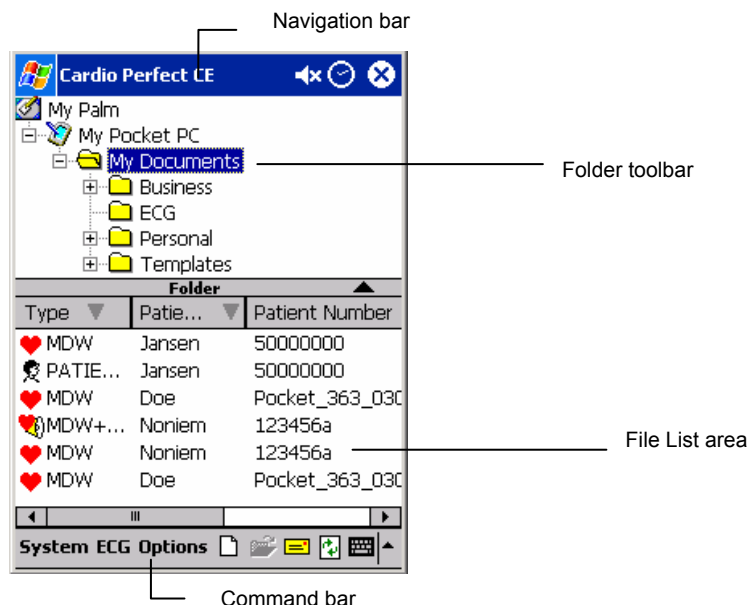 Navigation bar
Cardio Perfect CE
My Palm
My Pocket PC
My Documents
Folder toolbar
Business
ECG
Personal
Templates
Folder
Type Patie... Patient Number
MDW Jansen 50000000
PATIE... Jansen 50000000
MDW Doe Pocket_363_030
MDW+... Noniem 123456a
MDW Noniem 123456a
File List area
MDW Doe Pocket_363_030
System ECG Options
Command bar